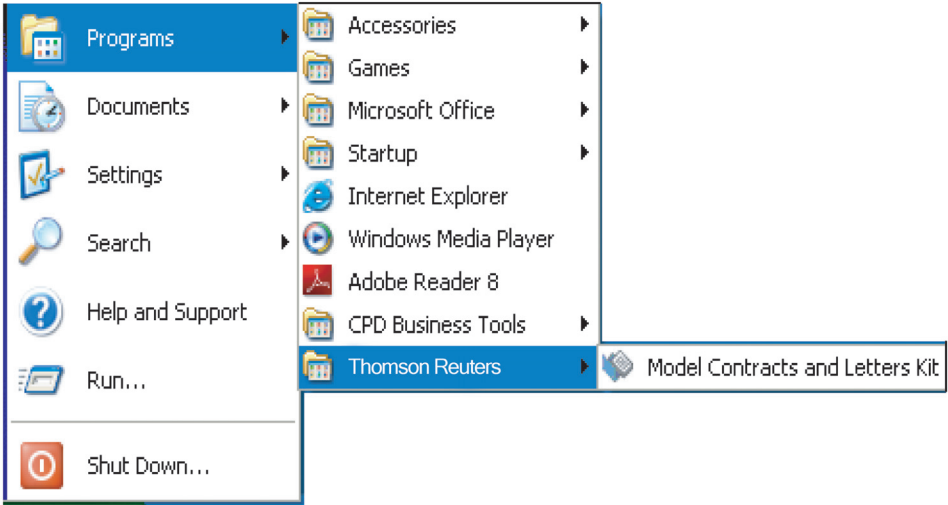 Programs
Documents
Settings
Search
Help and Support
Run...
Shut Down...
Accessories
Games
Microsoft Office
Startup
Internet Explorer
Windows Media Player
Adobe Reader 8
CPD Business Tools
Thomson Reuters
Model Contracts and Letters Kit